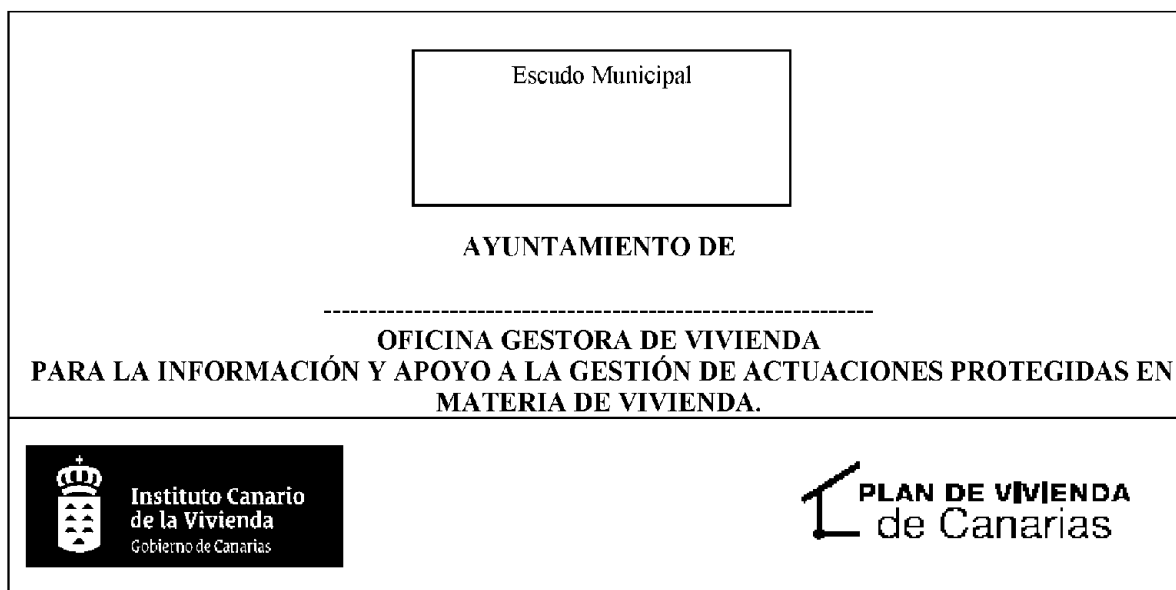 Escudo Municipal
AYUNTAMIENTO DE
-------------------------------------------------------------
OFICINA GESTORA DE VIVIENDA
PARA LA INFORMACIÓN Y APOYO A LA GESTIÓN DE ACTUACIONES PROTEGIDAS EN
MATERIA DE VIVIENDA.
Instituto Canario
de la Vivienda
Gobierno de Canarias
PLAN DE VIVIENDA
de Canarias